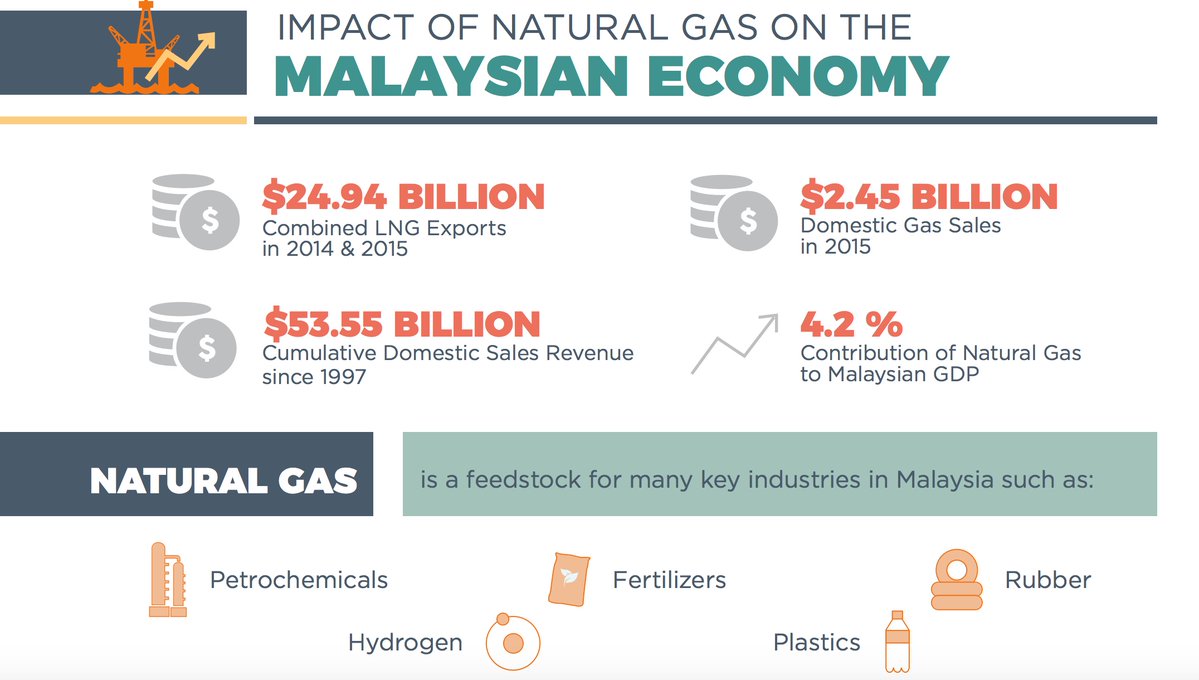 IMPACT OF NATURAL GAS ON THE
MALAYSIAN ECONOMY
$24.94 BILLION
Combined LNG Exports
in 2014 & 2015
$2.45 BILLION
Domestic Gas Sales
in 2015
$53.55 BILLION
Cumulative Domestic Sales Revenue
since 1997
4.2 %
Contribution of Natural Gas
to Malaysian GDP
NATURAL GAS
is a feedstock for many key industries in Malaysia such as:
Petrochemicals
Fertilizers
Rubber
Hydrogen
Plastics
$
$
$